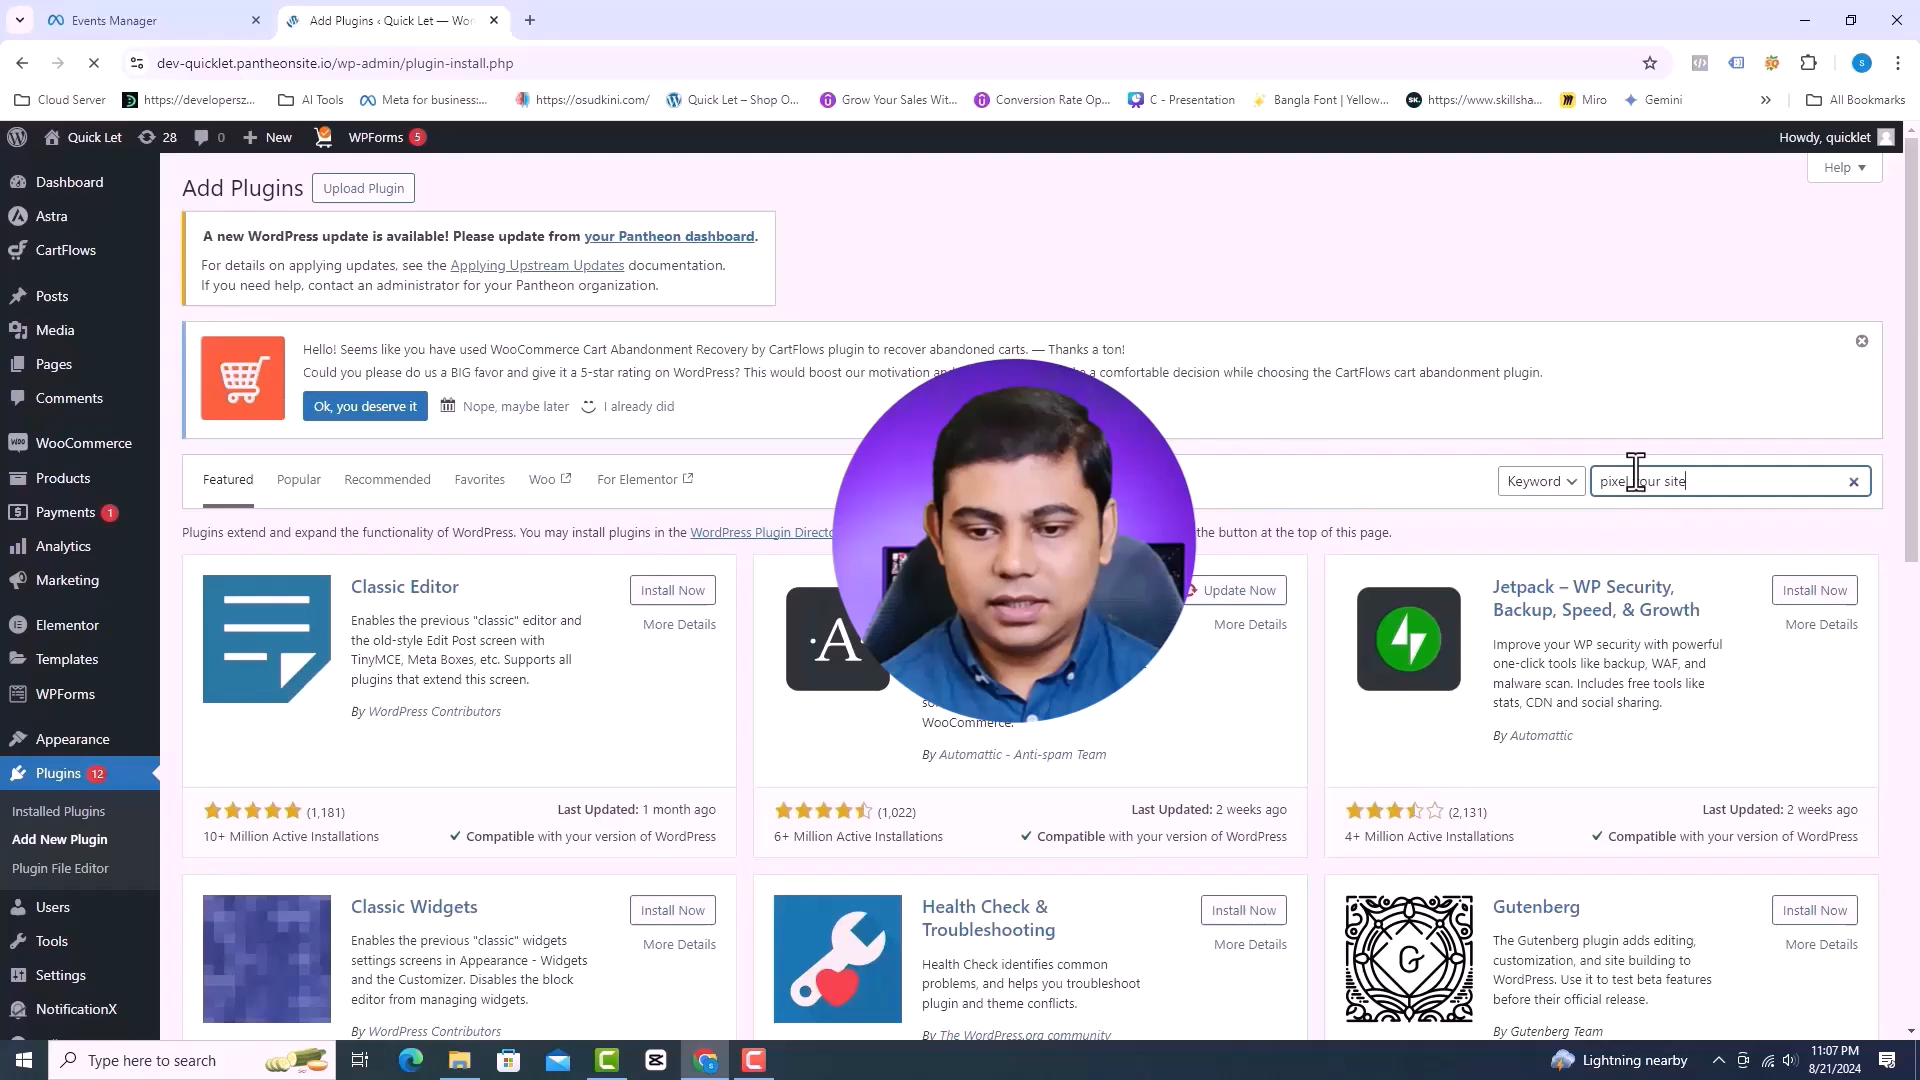 Events Manager
Add Plugins ‹ Quick Let — Wor
dev-quicklet.pantheonsite.io/wp-admin/plugin-install.php
S
Cloud Server
https://developersz...
AI Tools
Meta for business:...
https://osudkini.com/
Quick Let – Shop O...
Grow Your Sales Wit...
Conversion Rate Op...
C - Presentation
Bangla Font | Yellow...
https://www.skillsha...
Miro
Gemini
All Bookmarks
Quick Let
28
0
New
WPForms 5
Howdy, quicklet
Help
Dashboard
Astra
CartFlows
Posts
Media
Pages
Comments
WooCommerce
Products
Payments 1
Analytics
Marketing
Elementor
Templates
WPForms
Appearance
Plugins 12
Installed Plugins
Add New Plugin
Plugin File Editor
Users
Tools
Settings
NotificationX
Add Plugins
Upload Plugin
A new WordPress update is available! Please update from your Pantheon dashboard.
For details on applying updates, see the Applying Upstream Updates documentation.
If you need help, contact an administrator for your Pantheon organization.
Hello! Seems like you have used WooCommerce Cart Abandonment Recovery by CartFlows plugin to recover abandoned carts. — Thanks a ton!
Could you please do us a BIG favor and give it a 5-star rating on WordPress? This would boost our motivation and a comfortable decision while choosing the CartFlows cart abandonment plugin.
Ok, you deserve it
Nope, maybe later
I already did
Featured
Popular
Recommended
Favorites
Woo
For Elementor
Keyword
pixel your site
Plugins extend and expand the functionality of WordPress. You may install plugins in the WordPress Plugin Directo the button at the top of this page.
Classic Editor
Install Now
More Details
Enables the previous "classic" editor and
the old-style Edit Post screen with
TinyMCE, Meta Boxes, etc. Supports all
plugins that extend this screen.
By WordPress Contributors
(1,181)
10+ Million Active Installations
Last Updated: 1 month ago
Compatible with your version of WordPress
·A
Update Now
More Details
WooCommerce.
By Automattic - Anti-spam Team
(1,022)
6+ Million Active Installations
Last Updated: 2 weeks ago
Compatible with your version of WordPress
Jetpack – WP Security,
Backup, Speed, & Growth
Install Now
More Details
Improve your WP security with powerful
one-click tools like backup, WAF, and
malware scan. Includes free tools like
stats, CDN and social sharing.
By Automattic
(2,131)
4+ Million Active Installations
Last Updated: 2 weeks ago
Compatible with your version of WordPress
Classic Widgets
Install Now
More Details
Enables the previous "classic" widgets
settings screens in Appearance - Widgets
and the Customizer. Disables the block
editor from managing widgets.
By WordPress Contributors
Health Check &
Troubleshooting
Install Now
More Details
Health Check identifies common
problems, and helps you troubleshoot
plugin and theme conflicts.
By The WordPress.org community
G
Gutenberg
Install Now
More Details
The Gutenberg plugin adds editing,
customization, and site building to
WordPress. Use it to test beta features
before their official release.
By Gutenberg Team
Type here to search
Lightning nearby
11:07 PM
8/21/2024